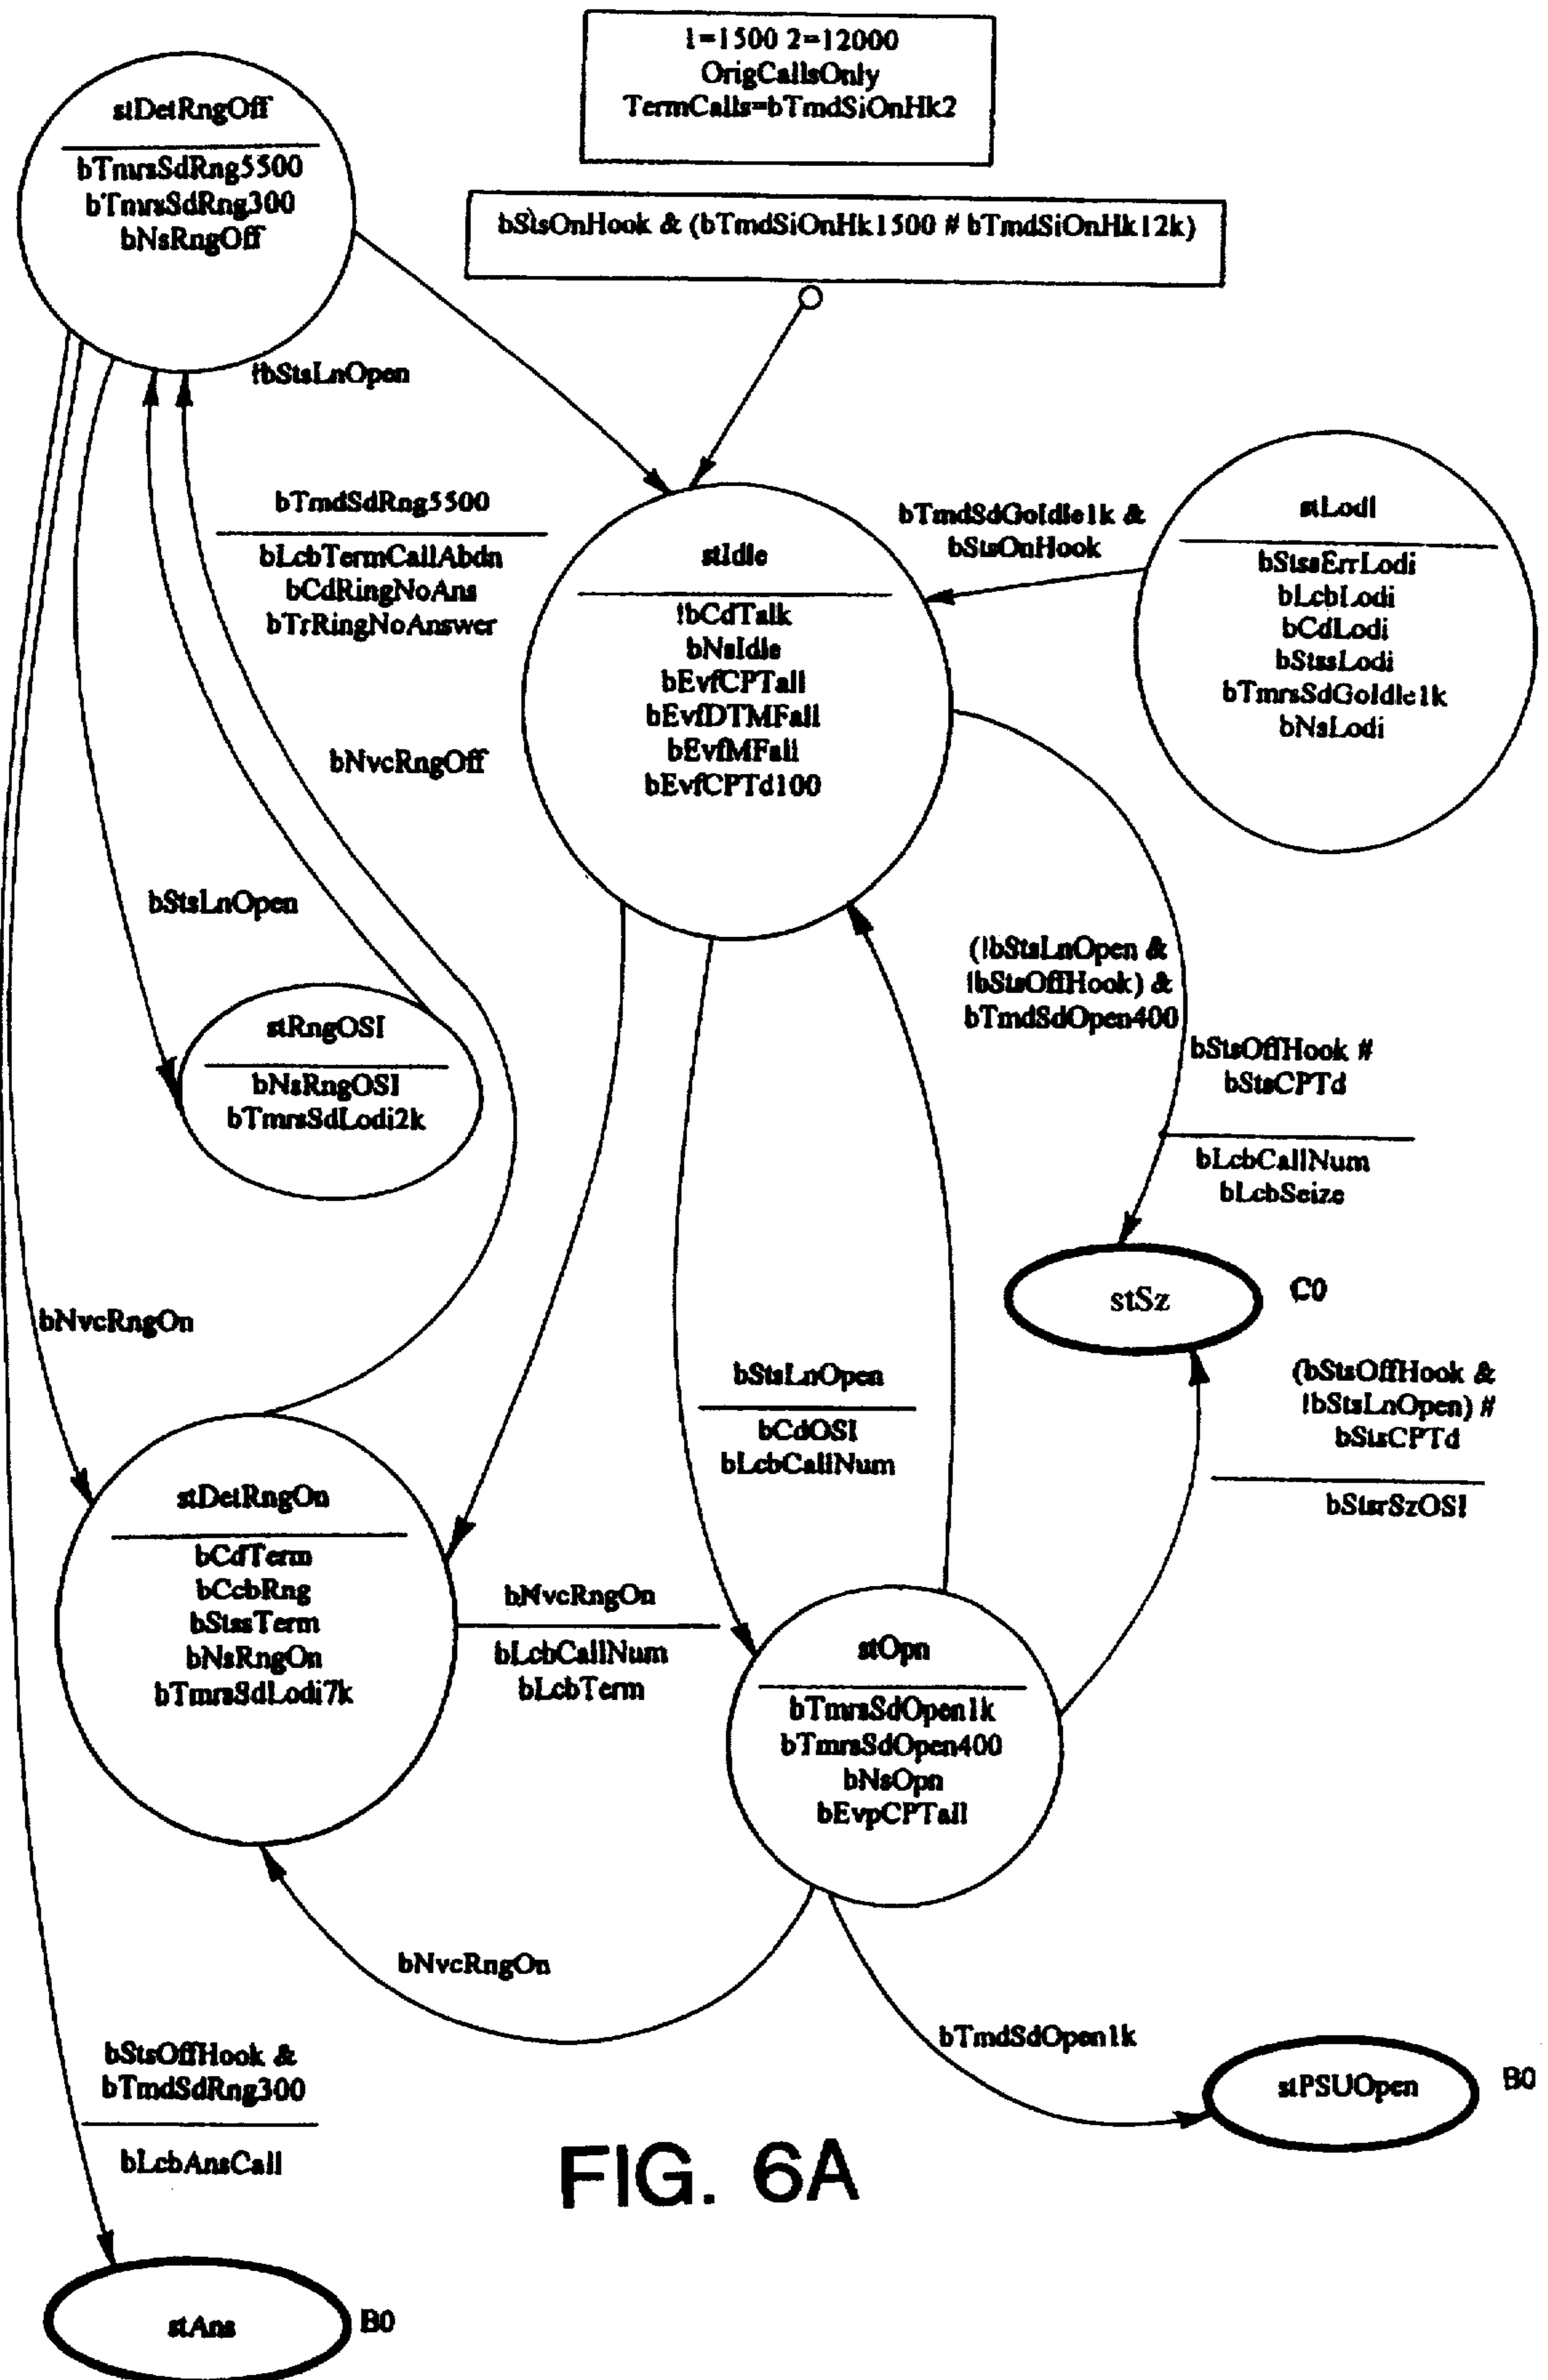 1=1500 2=12000
OrigCallsOnly
TermCalls=bTmdSiOnHk2
bStsOnHook & (bTmdSiOnHk1500 # bTmdSiOnHk12k)
stDetRngOff
bTmrsSdRng5500
bTmrsSdRng300
bNsRngOff
!bStsLnOpen
bTmdSdRng5500
bLcbTermCallAbdn
bCdRingNoAns
bTrRingNoAnswer
stIdle
!bCdTalk
bNsIdle
bEvfCPTall
bEvfDTMFall
bEvfMFall
bEvfCPTd100
bTmdSdGoIdle1k &
bStsOnHook
stLodI
bStssErrLodi
bLcbLodi
bCdLodi
bStssLodi
bTmrsSdGoIdle1k
bNsLodi
bNvcRngOff
bStsLnOpen
(!bStsLnOpen &
!bStsOffHook) &
bTmdSdOpen400
stRngOSI
bNsRngOSI
bTmrsSdLodi2k
bStsOffHook #
bStsCPTd
bLcbCallNum
bLcbSeize
stSz
C0
bNvcRngOn
bStsLnOpen
bCdOSI
bLcbCallNum
(bStsOffHook &
!bStsLnOpen) #
bStsCPTd
bStsrSzOSI
stDetRngOn
bCdTerm
bCcbRng
bStssTerm
bNsRngOn
bTmrsSdLodi7k
bNvcRngOn
bLcbCallNum
bLcbTerm
stOpn
bTmrsSdOpen1k
bTmrsSdOpen400
bNsOpn
bEvpCPTall
bNvcRngOn
bTmdSdOpen1k
stPSUOpen
B0
bStsOffHook &
bTmdSdRng300
bLcbAnsCall
FIG. 6A
stAns
B0